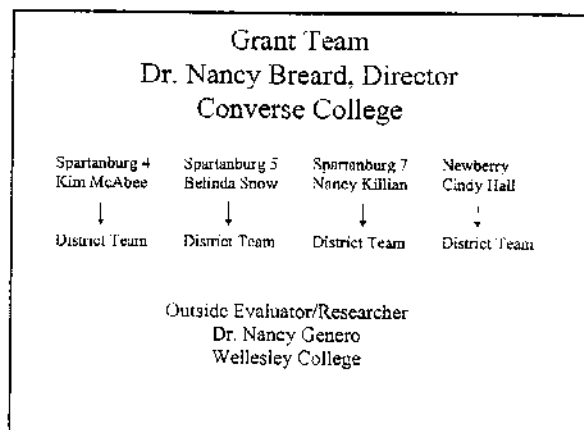 Grant Team
Dr. Nancy Breard, Director
Converse College
Spartanburg 4 Spartanburg 5 Spartanburg 7 Newberry
Kim McAbee Belinda Snow Nancy Killian Cindy Hall
District Team District Team District Team District Team
Outside Evaluator/Researcher
Dr. Nancy Genero
Wellesley College